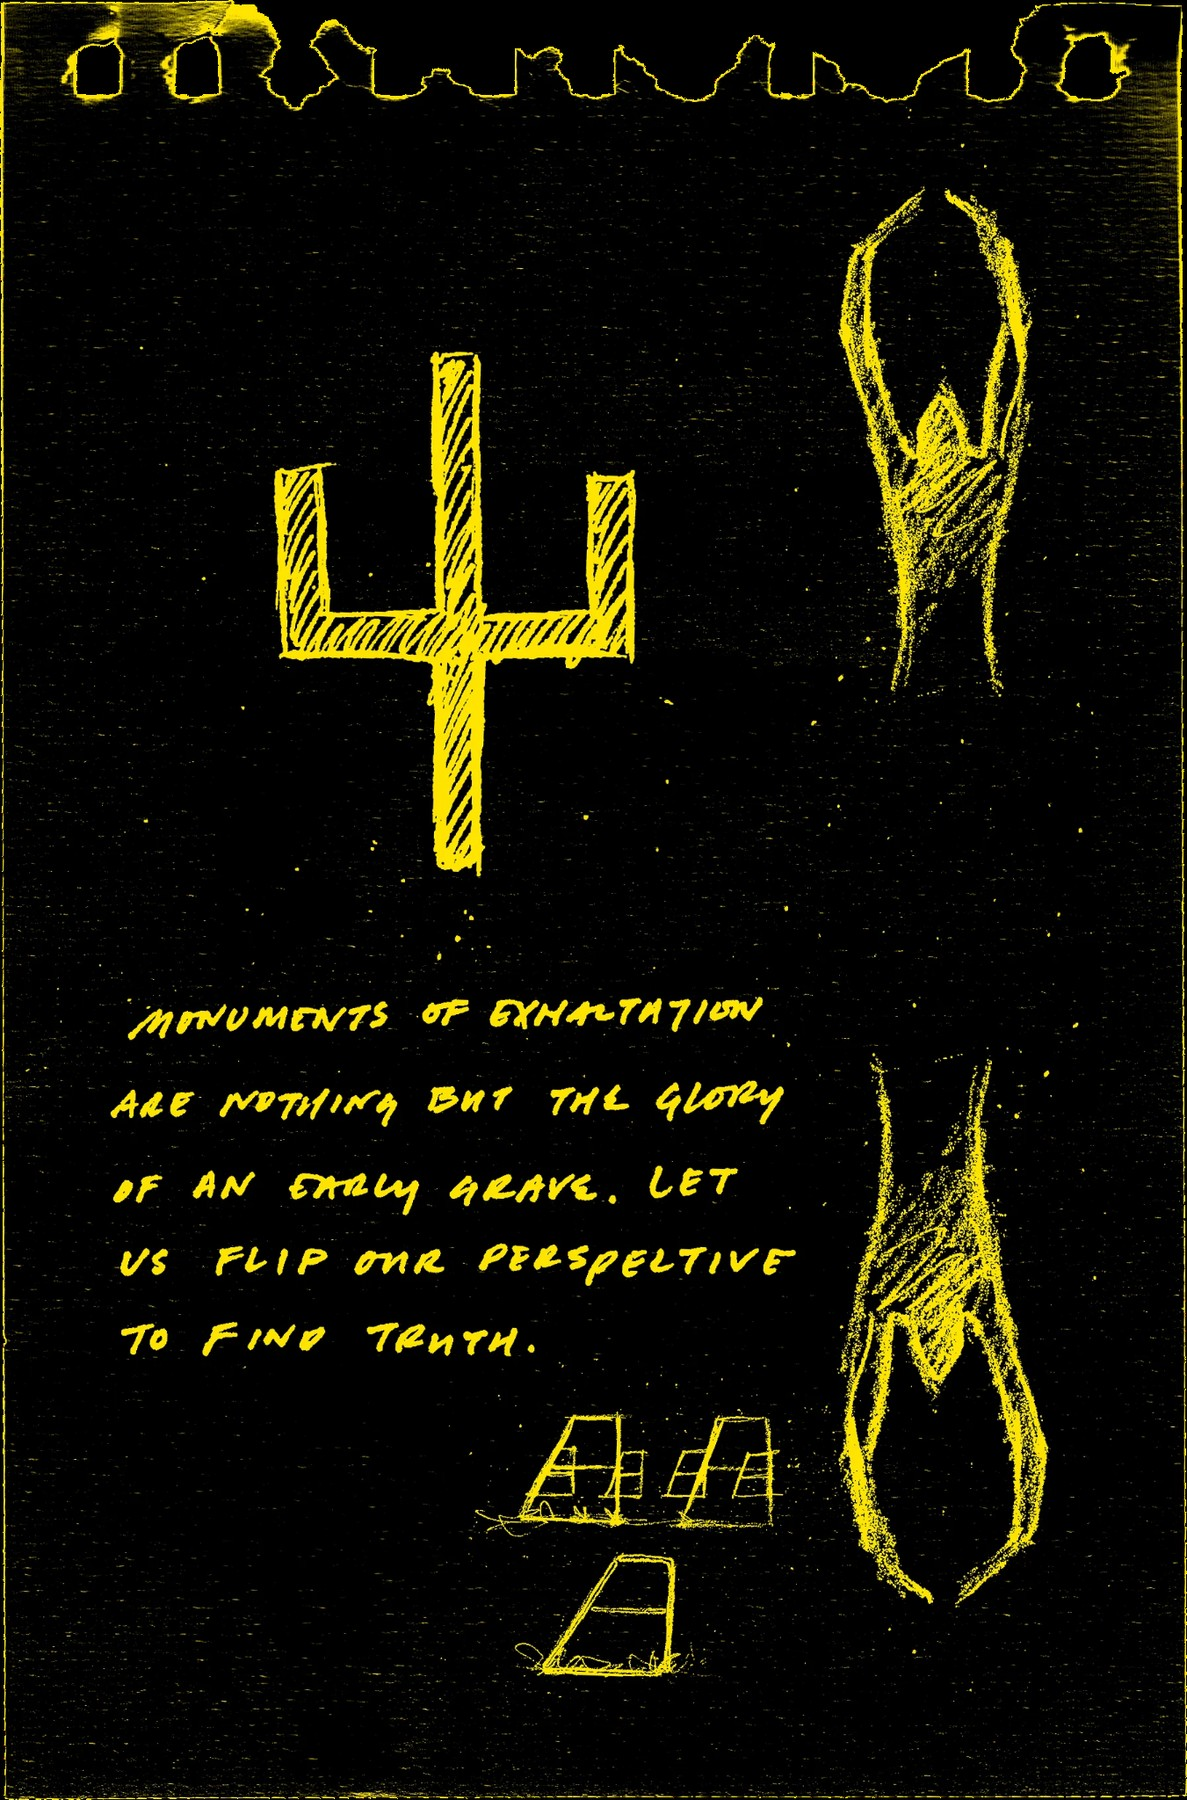 MONUMENTS OF EXHALTATION
ARE NOTHING BUT THE GLORY
OF AN EARLY GRAVE. LET
US FLIP OUR PERSPECTIVE
TO FIND TRUTH.